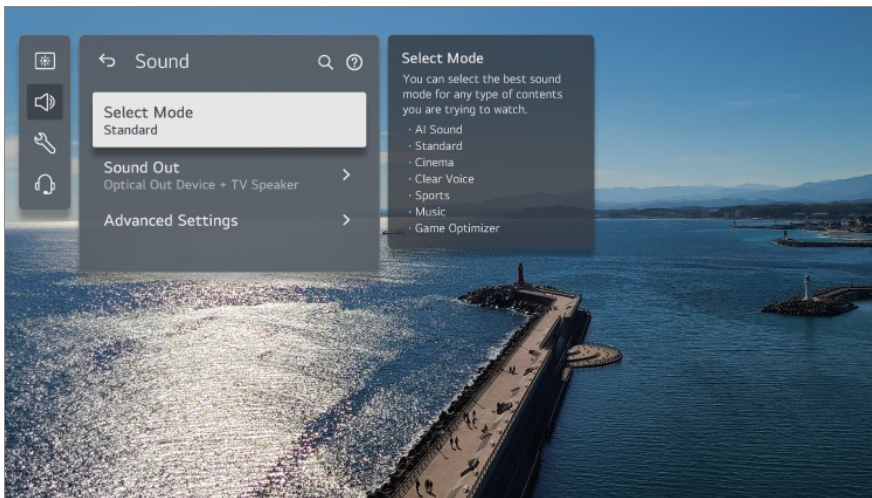 Sound
Select Mode
Standard
Sound Out
Optical Out Device + TV Speaker
Advanced Settings
Select Mode
You can select the best sound
mode for any type of contents
you are trying to watch.
· AI Sound
· Standard
· Cinema
· Clear Voice
· Sports
· Music
· Game Optimizer